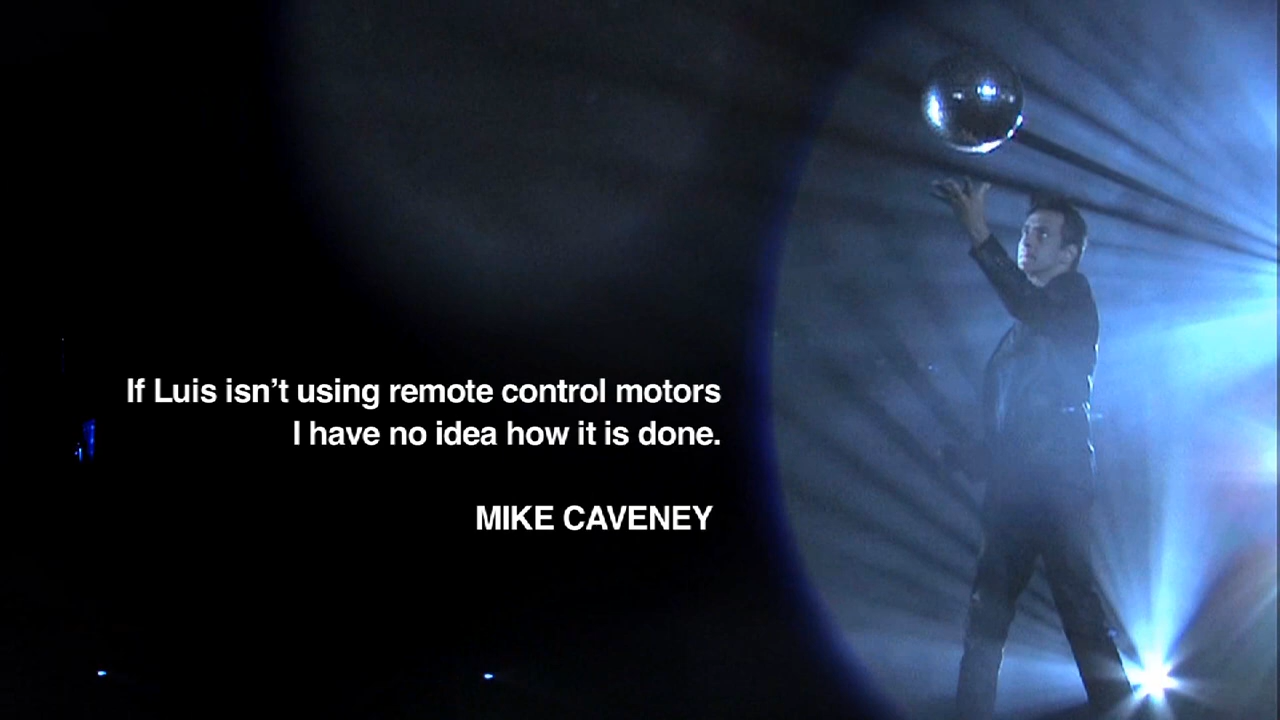 If Luis isn’t using remote control motors
I have no idea how it is done.
MIKE CAVENEY